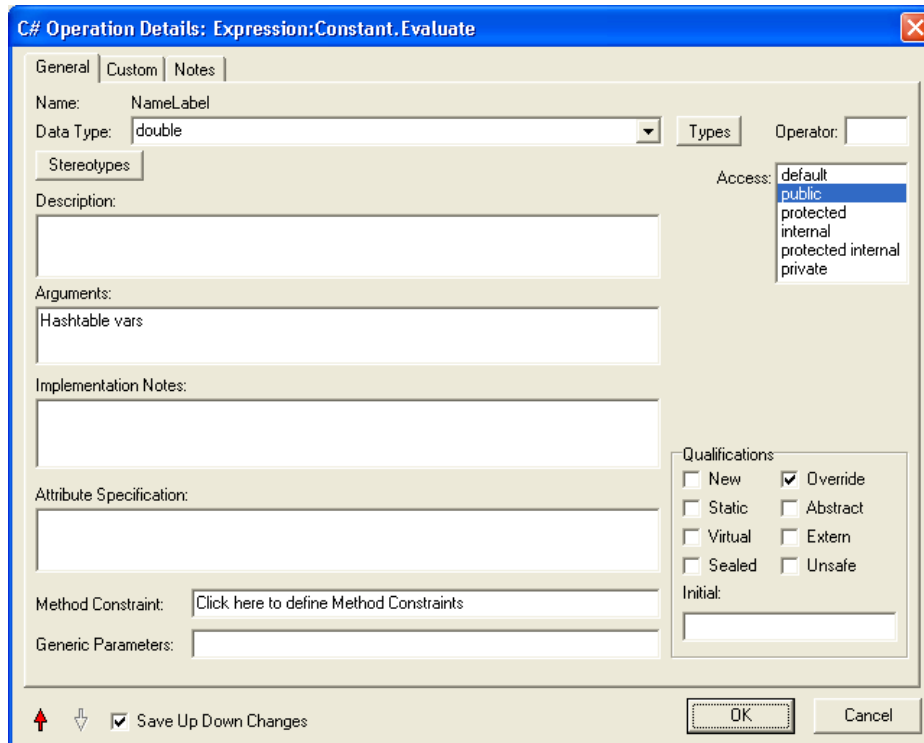 C# Operation Details: Expression:Constant.Evaluate
General Custom Notes
Name: NameLabel
Data Type: double Types Operator:
Stereotypes
Access: default
public
protected
internal
protected internal
private
Description:
Arguments:
Hashtable vars
Implementation Notes:
Attribute Specification:
Qualifications
New Override
Static Abstract
Virtual Extern
Sealed Unsafe
Initial:
Method Constraint: Click here to define Method Constraints
Generic Parameters:
Save Up Down Changes
OK Cancel